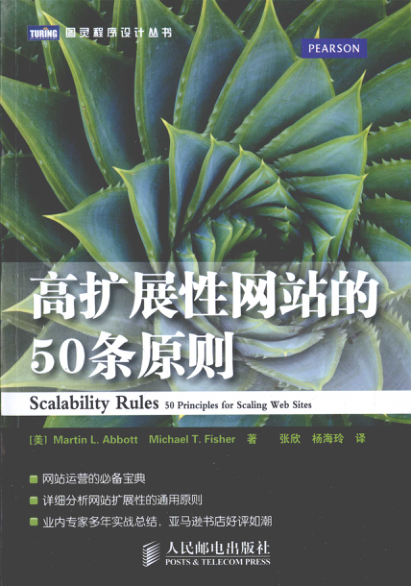 TURING 图灵程序设计丛书
PEARSON
高扩展性网站的
50条原则
Scalability Rules 50 Principles for Scaling Web Sites
[美] Martin L. Abbott Michael T. Fisher 著 张欣 杨海玲 译
网站运营的必备宝典
详细分析网站扩展性的通用原则
业内专家多年实战总结，亚马逊书店好评如潮
人民邮电出版社
POSTS & TELECOM PRESS